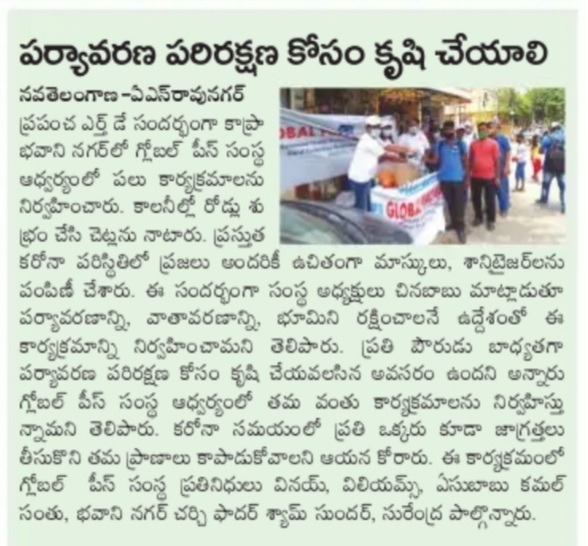 పర్యావరణ పరిరక్షణ కోసం కృషి చేయాలి
నవతెలంగాణ-ఏఎస్‌రావునగర్
ప్రపంచ ఎర్త్ డే సందర్భంగా కాప్రా
భవాని నగర్‌లో గ్లోబల్ పీస్ సంస్థ
ఆధ్వర్యంలో పలు కార్యక్రమాలను
నిర్వహించారు. కాలనీల్లో రోడ్లు శు
భ్రం చేసి చెట్లను నాటారు. ప్రస్తుత
కరోనా పరిస్థితిలో ప్రజలు అందరికీ ఉచితంగా మాస్కులు, శానిటైజర్‌లను
పంపిణీ చేశారు. ఈ సందర్భంగా సంస్థ అధ్యక్షులు చినబాబు మాట్లాడుతూ
పర్యావరణాన్ని, వాతావరణాన్ని, భూమిని రక్షించాలనే ఉద్దేశంతో ఈ
కార్యక్రమాన్ని నిర్వహించామని తెలిపారు. ప్రతి పౌరుడు బాధ్యతగా
పర్యావరణ పరిరక్షణ కోసం కృషి చేయవలసిన అవసరం ఉందని అన్నారు
గ్లోబల్ పీస్ సంస్థ ఆధ్వర్యంలో తమ వంతు కార్యక్రమాలను నిర్వహిస్తు
న్నామని తెలిపారు. కరోనా సమయంలో ప్రతి ఒక్కరు కూడా జాగ్రత్తలు
తీసుకొని తమ ప్రాణాలు కాపాడుకోవాలని ఆయన కోరారు. ఈ కార్యక్రమంలో
గ్లోబల్ పీస్ సంస్థ ప్రతినిధులు వినయ్, విలియమ్స్, ఏసుబాబు కమల్
సంతు, భవాని నగర్ చర్చి ఫాదర్ శ్యామ్ సుందర్, సురేంద్ర పాల్గొన్నారు.
OBAL
GLOBAL